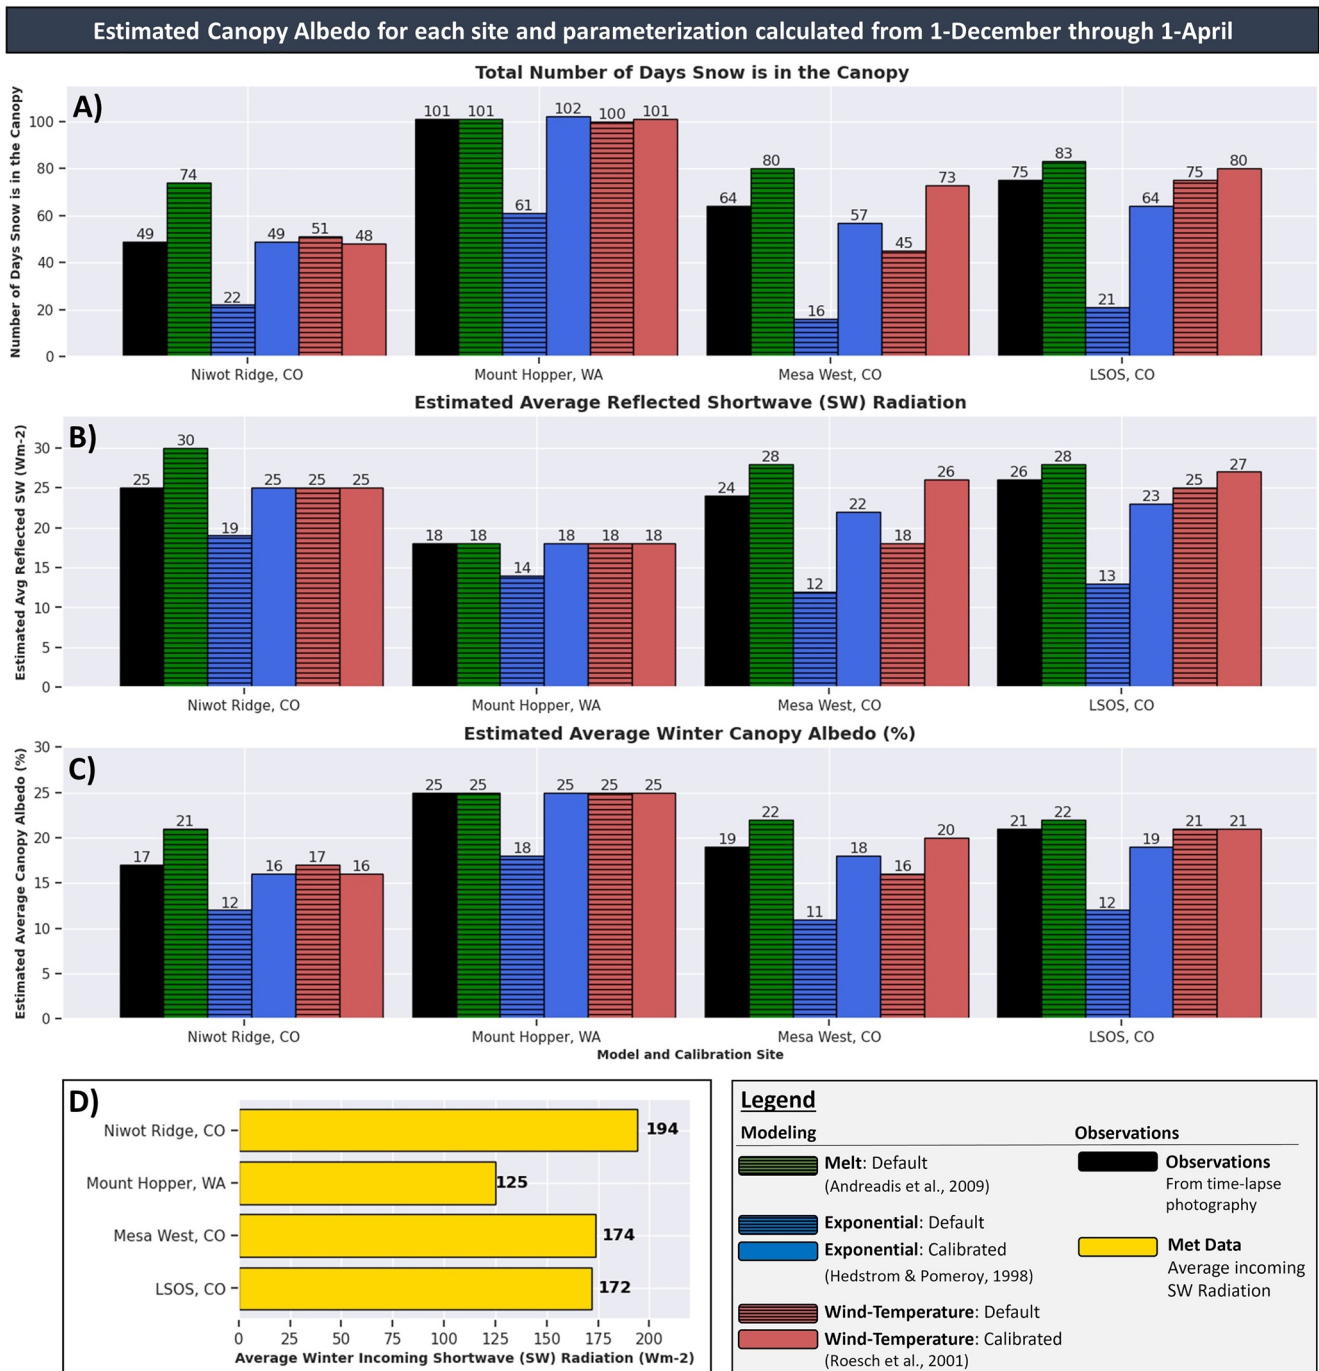 Estimated Canopy Albedo for each site and parameterization calculated from 1-December through 1-April
Total Number of Days Snow is in the Canopy
A)
Number of Days Snow is in the Canopy
100
80
60
40
20
0
49 74 22 49 51 48
101 101 61 102 100 101
64 80 16 57 45 73
75 83 21 64 75 80
Niwot Ridge, CO Mount Hopper, WA Mesa West, CO LSOS, CO
Estimated Average Reflected Shortwave (SW) Radiation
B)
Estimated Avg Reflected SW (Wm-2)
30
25
20
15
10
5
0
25 30 19 25 25 25
18 18 14 18 18 18
24 28 12 22 18 26
26 28 13 23 25 27
Niwot Ridge, CO Mount Hopper, WA Mesa West, CO LSOS, CO
Estimated Average Winter Canopy Albedo (%)
C)
Estimated Average Canopy Albedo (%)
30
25
20
15
10
5
0
17 21 12 16 17 16
25 25 18 25 25 25
19 22 11 18 16 20
21 22 12 19 21 21
Niwot Ridge, CO Mount Hopper, WA Mesa West, CO LSOS, CO
Model and Calibration Site
D)
Niwot Ridge, CO 194
Mount Hopper, WA 125
Mesa West, CO 174
LSOS, CO 172
0 25 50 75 100 125 150 175 200
Average Winter Incoming Shortwave (SW) Radiation (Wm-2)
Legend
Modeling
Melt: Default
(Andreadis et al., 2009)
Exponential: Default
Exponential: Calibrated
(Hedstrom & Pomeroy, 1998)
Wind-Temperature: Default
Wind-Temperature: Calibrated
(Roesch et al., 2001)
Observations
Observations
From time-lapse
photography
Met Data
Average incoming
SW Radiation